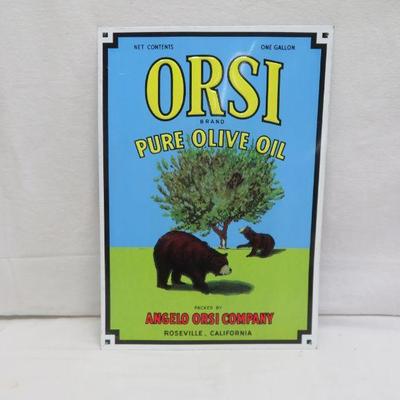 NET CONTENTS ONE GALLON
ORSI
BRAND
PURE OLIVE OIL
PACKED BY
ANGELO ORSI COMPANY
ROSEVILLE, CALIFORNIA